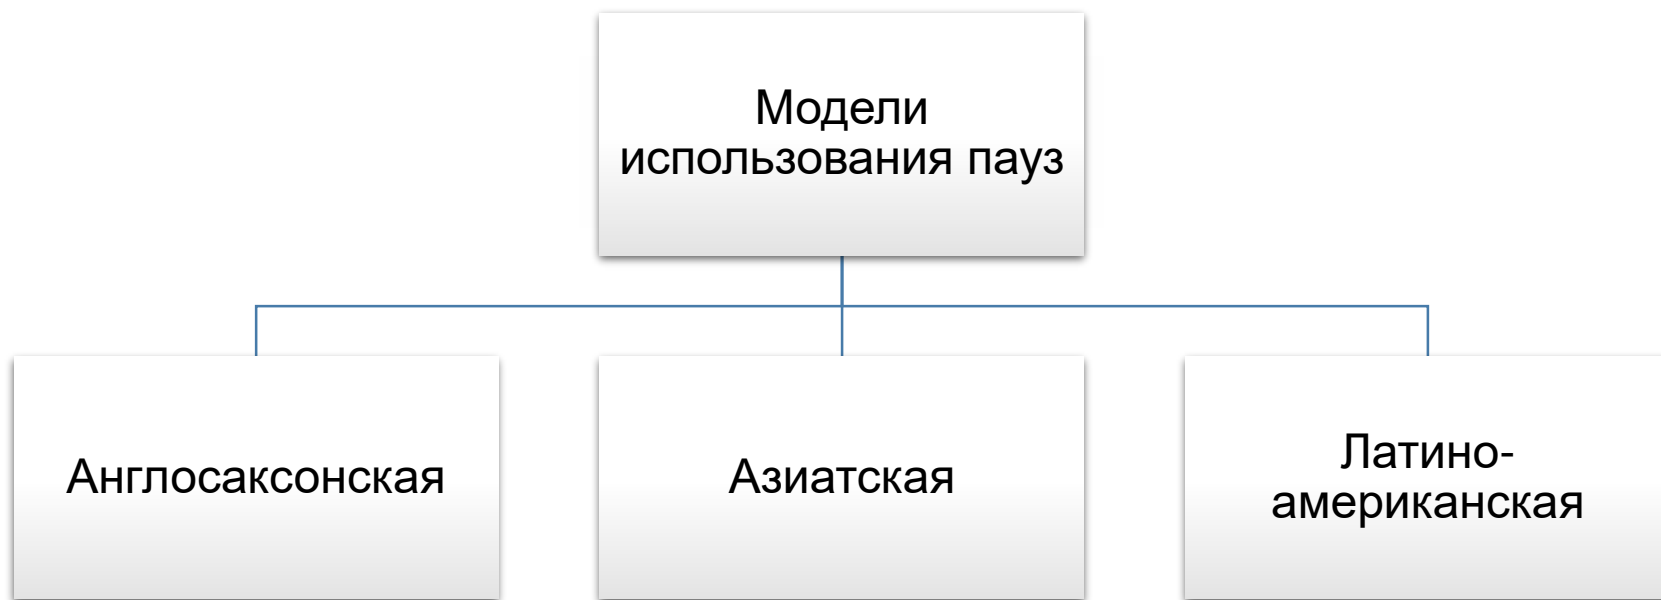 Модели
использования пауз
Англосаксонская
Азиатская
Латино-
американская